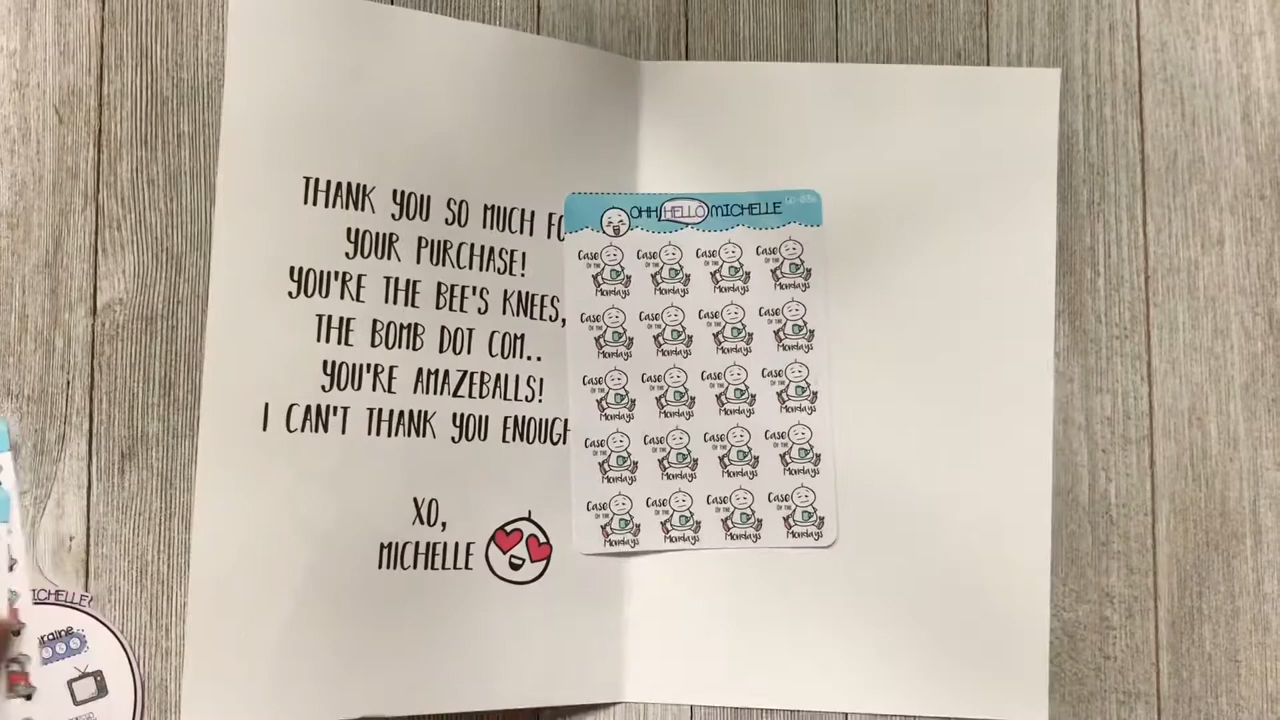 THANK YOU SO MUCH FO
YOUR PURCHASE!
YOU'RE THE BEE'S KNEES,
THE BOMB DOT COM..
YOU'RE AMAZEBALLS!
I CAN'T THANK YOU ENOUGH
XO,
MICHELLE
OHH HELLO MICHELLE
Case Case Case Case
OF THE OF THE OF THE OF THE
Mondays Mondays Mondays Mondays
Case Case Case Case
OF THE OF THE OF THE OF THE
Mondays Mondays Mondays Mondays
Case Case Case Case
OF THE OF THE OF THE OF THE
Mondays Mondays Mondays Mondays
Case Case Case Case
OF THE OF THE OF THE OF THE
Mondays Mondays Mondays Mondays
Case Case Case Case
OF THE OF THE OF THE OF THE
Mondays Mondays Mondays Mondays
MICHELLE